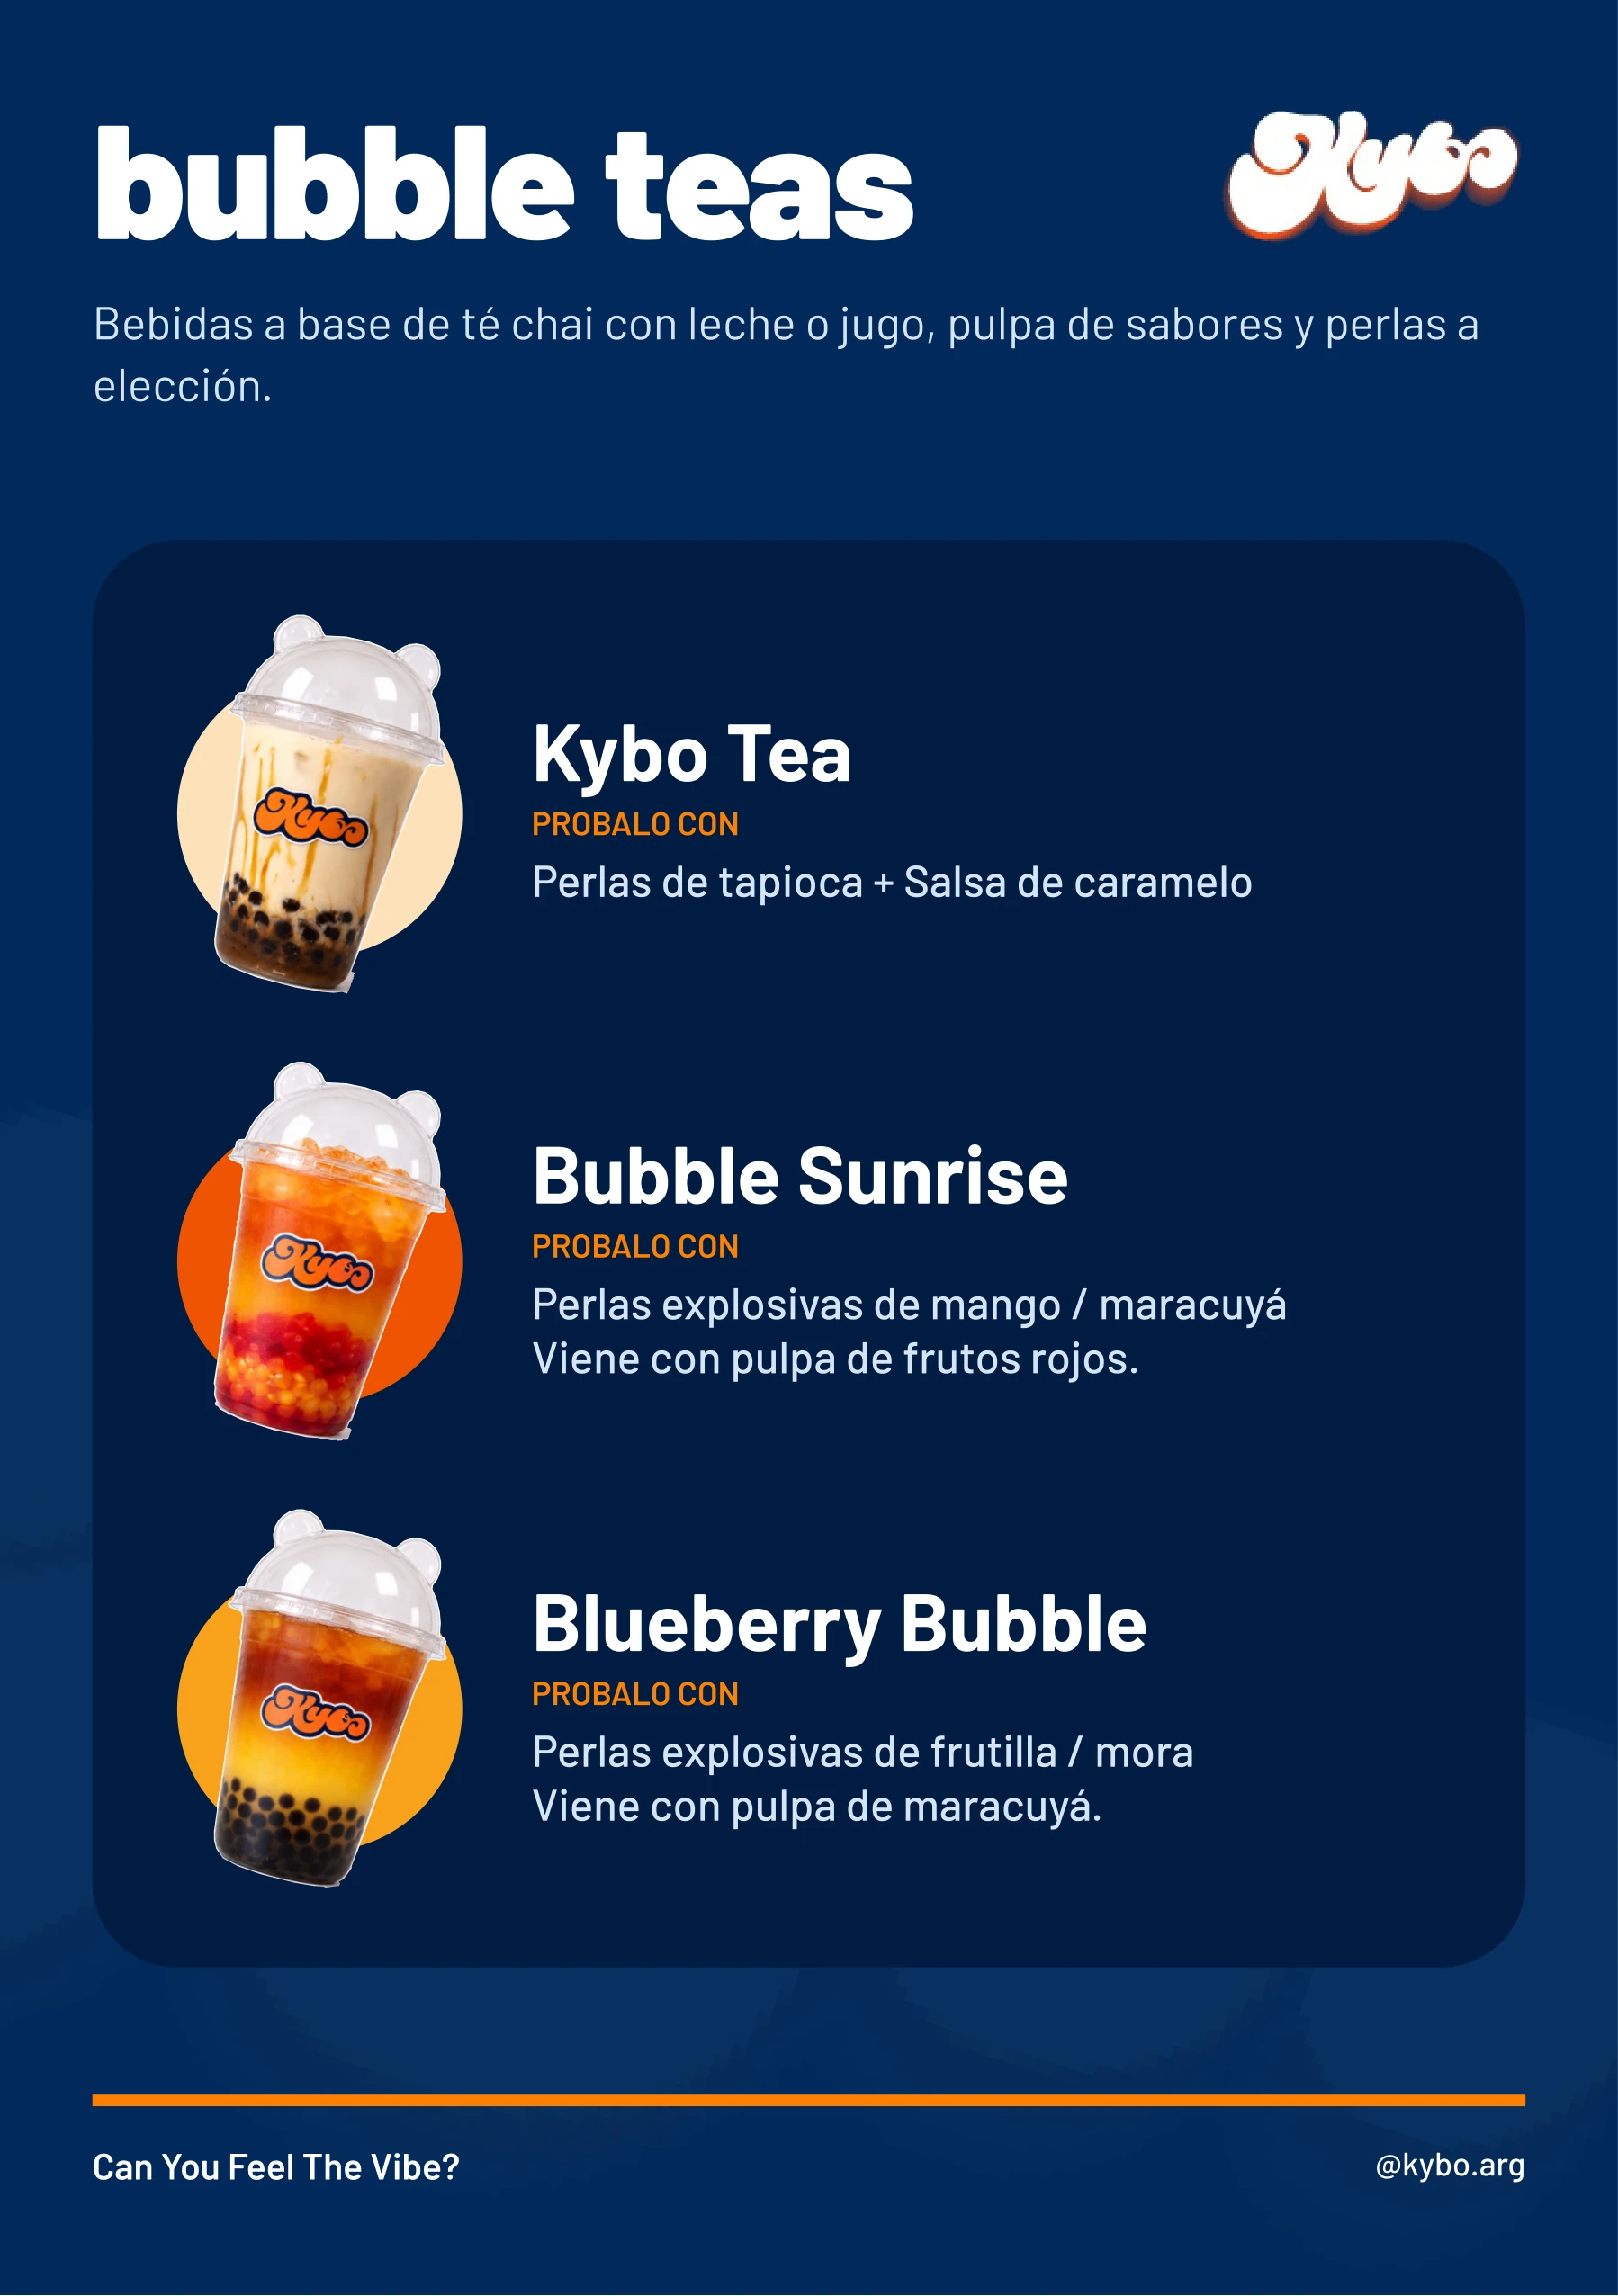 bubble teas
Kybo
Bebidas a base de té chai con leche o jugo, pulpa de sabores y perlas a
elección.
Kybo
Kybo Tea
PROBALO CON
Perlas de tapioca + Salsa de caramelo
Kybo
Bubble Sunrise
PROBALO CON
Perlas explosivas de mango / maracuyá
Viene con pulpa de frutos rojos.
Kybo
Blueberry Bubble
PROBALO CON
Perlas explosivas de frutilla / mora
Viene con pulpa de maracuyá.
Can You Feel The Vibe?
@kybo.arg